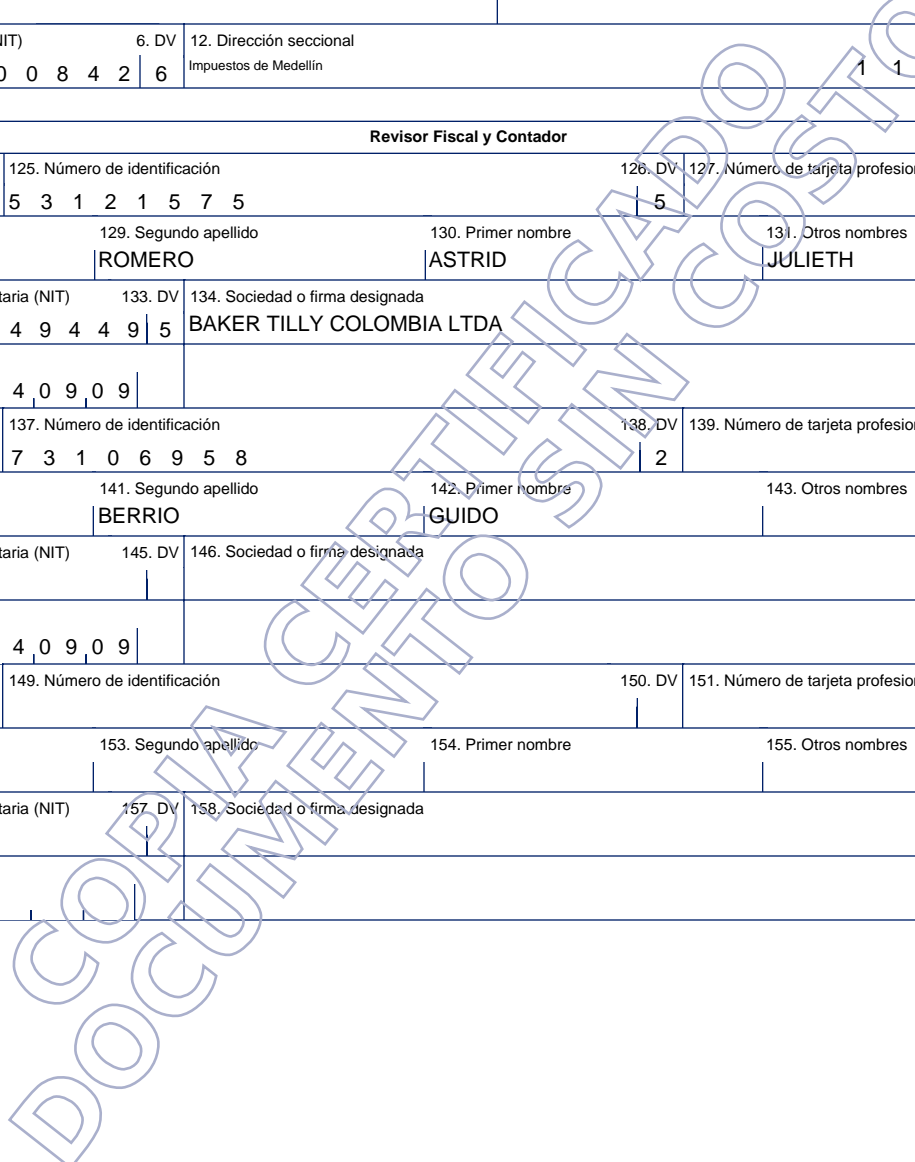 NIT) 6. DV 12. Dirección seccional
0 0 8 4 2 6 Impuestos de Medellín 1 1
Revisor Fiscal y Contador
125. Número de identificación 126. DV 127. Número de tarjeta profesion
5 3 1 2 1 5 7 5 5
129. Segundo apellido 130. Primer nombre 131. Otros nombres
ROMERO ASTRID JULIETH
taria (NIT) 133. DV 134. Sociedad o firma designada
4 9 4 4 9 5 BAKER TILLY COLOMBIA LTDA
4 0 9 0 9
137. Número de identificación 138. DV 139. Número de tarjeta profesion
7 3 1 0 6 9 5 8 2
141. Segundo apellido 142. Primer nombre 143. Otros nombres
BERRIO GUIDO
taria (NIT) 145. DV 146. Sociedad o firma designada
4 0 9 0 9
149. Número de identificación 150. DV 151. Número de tarjeta profesion
153. Segundo apellido 154. Primer nombre 155. Otros nombres
taria (NIT) 157. DV 158. Sociedad o firma designada
COPIA CERTIFICADO
DOCUMENTO SIN COSTO